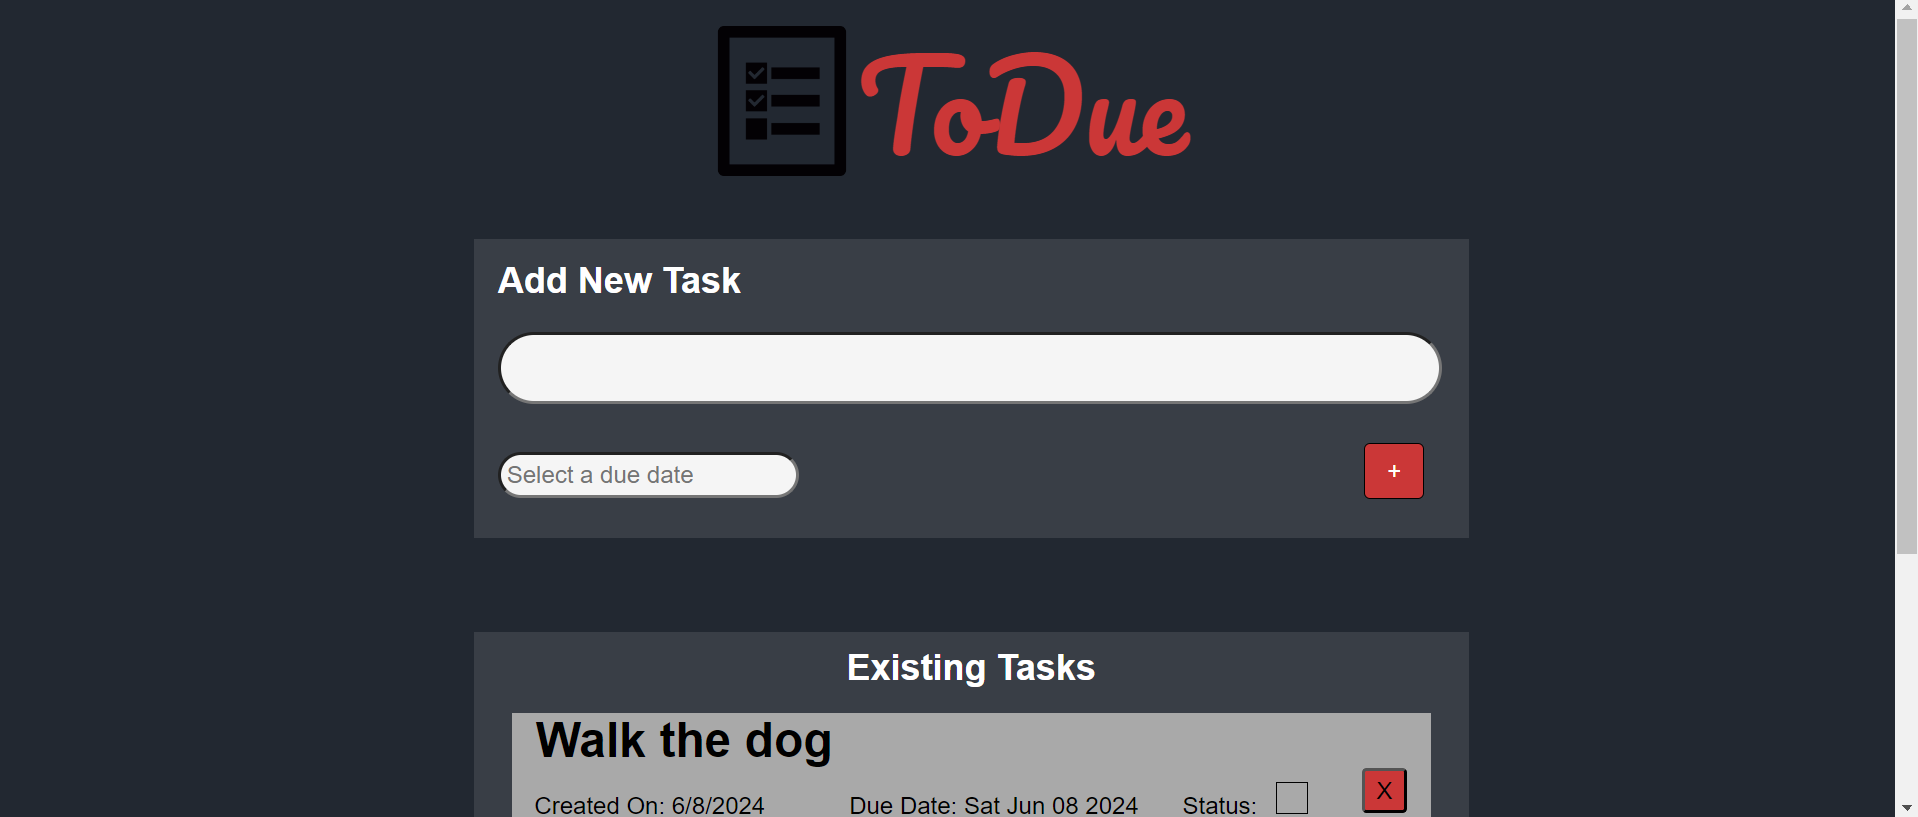 ToDue
Add New Task
Select a due date
+
Existing Tasks
Walk the dog
Created On: 6/8/2024 Due Date: Sat Jun 08 2024 Status: X